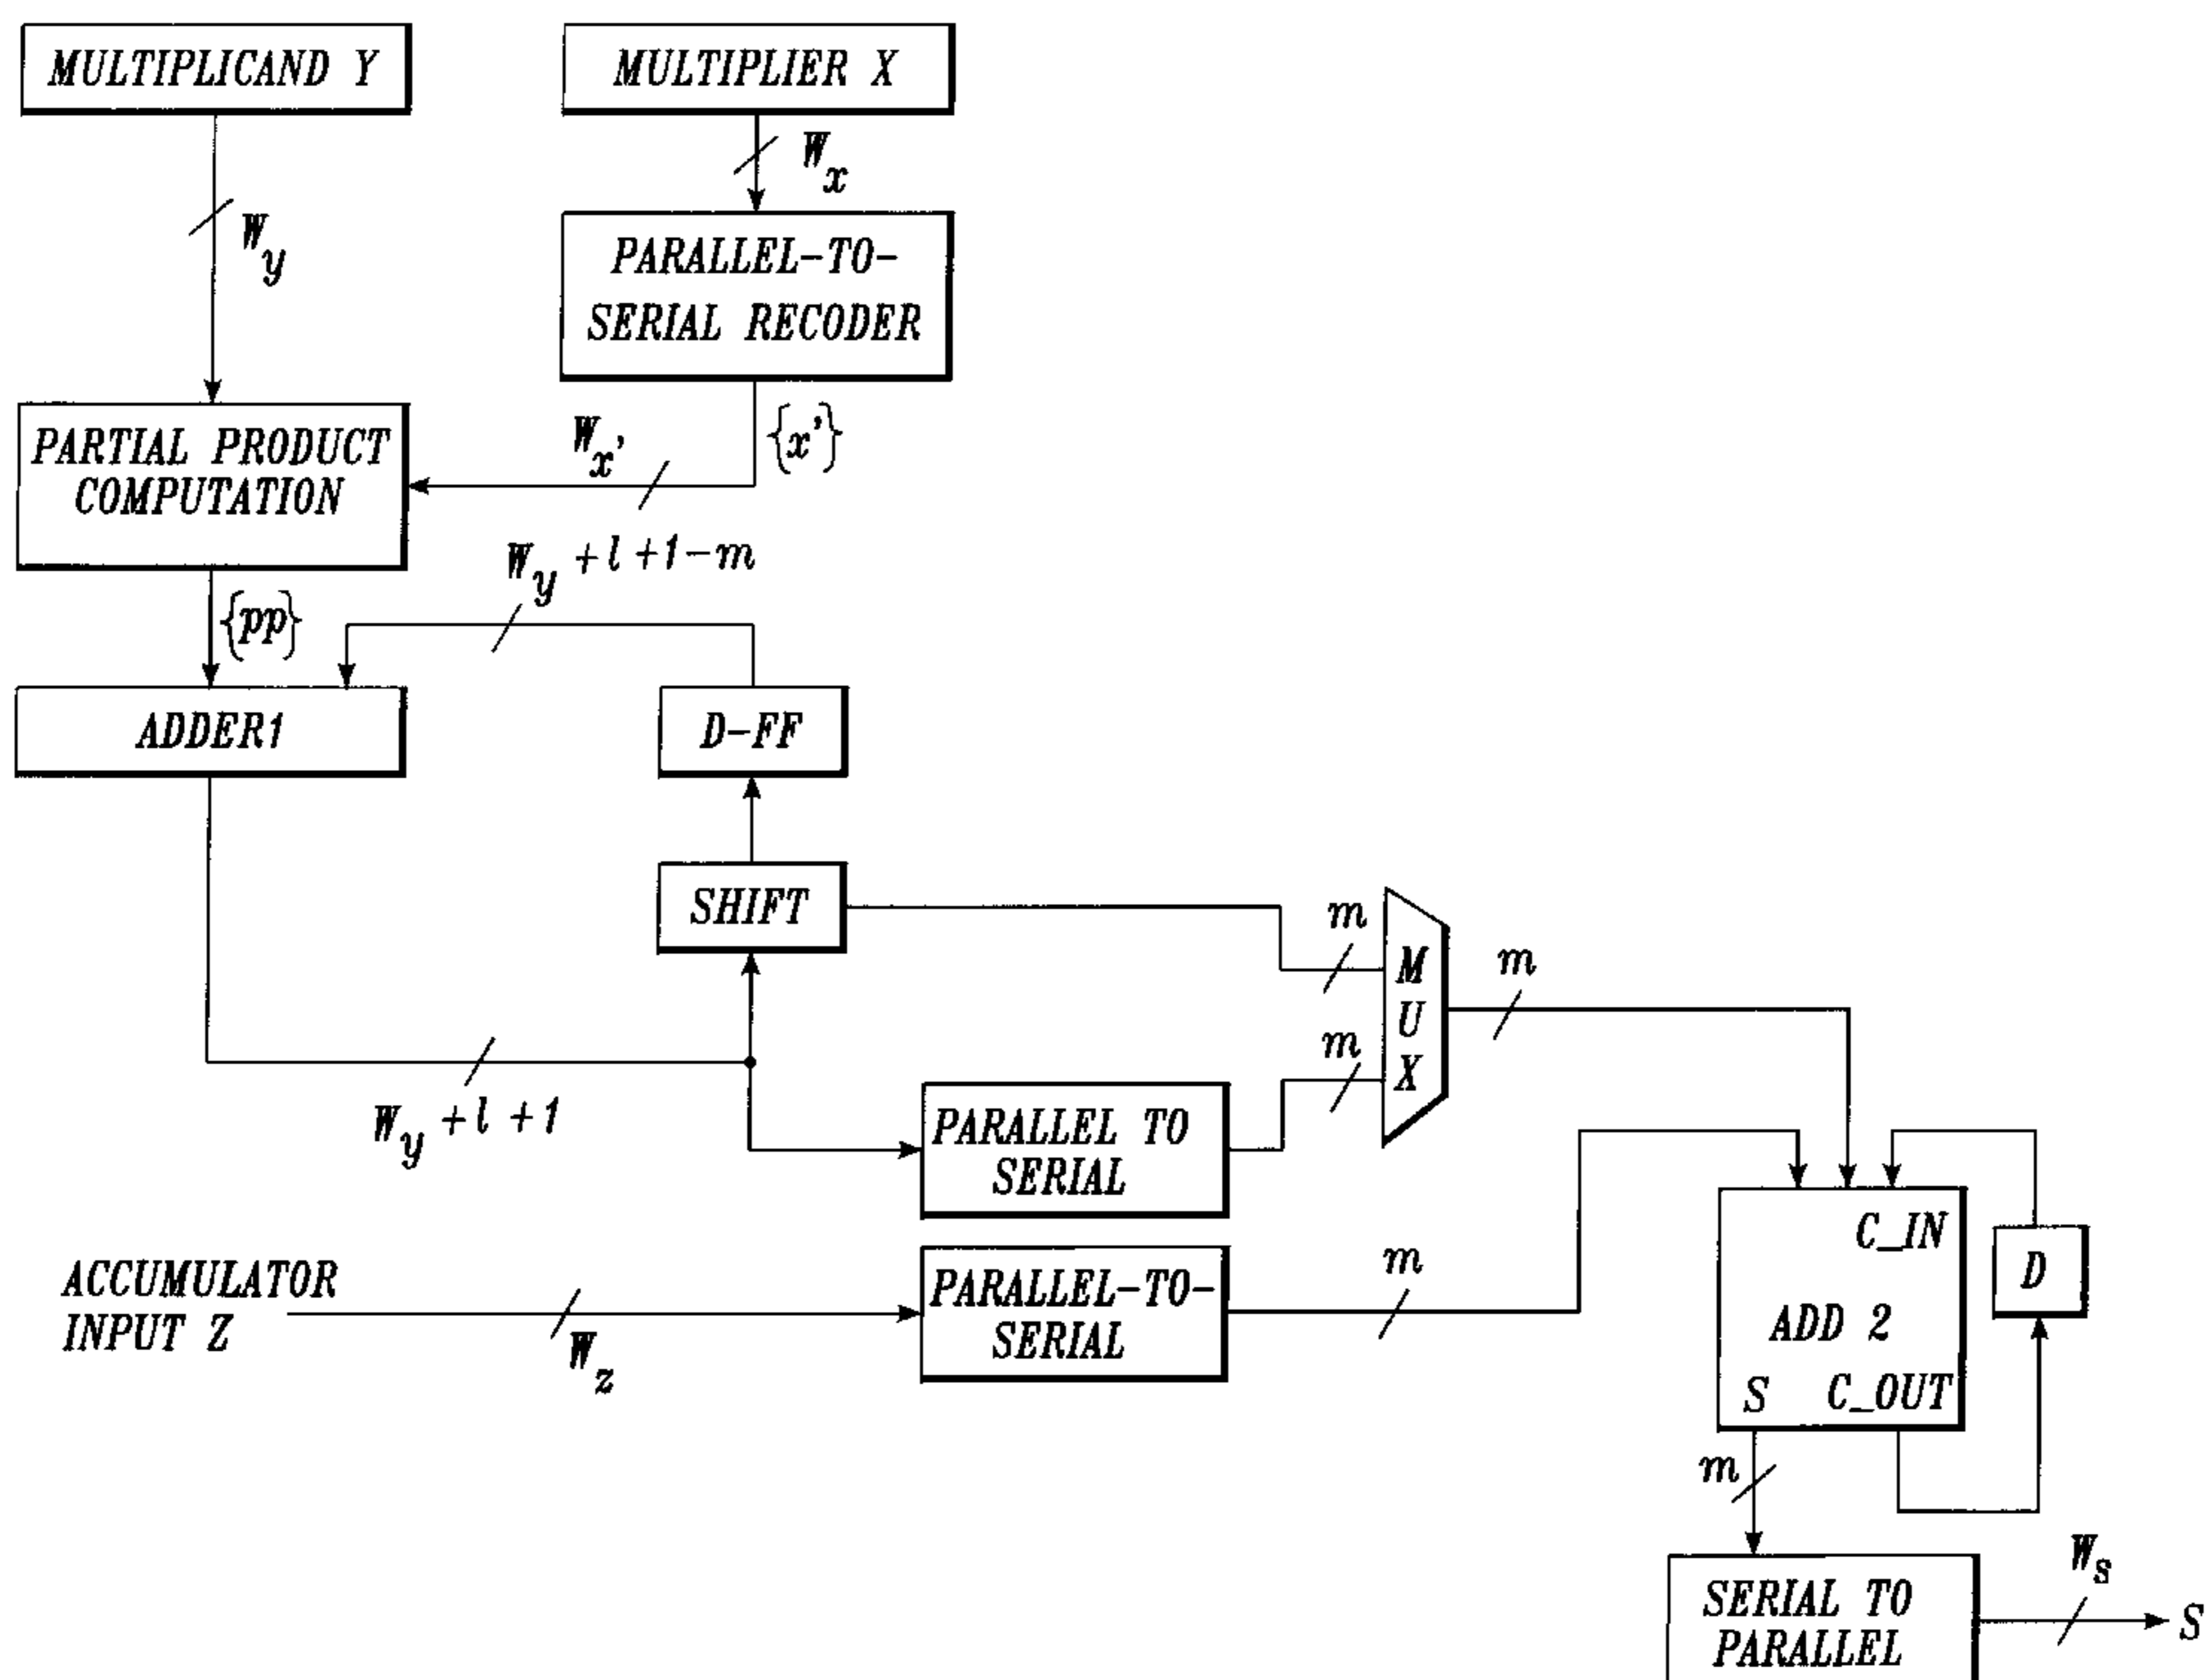 MULTIPLICAND Y
MULTIPLIER X
W_x
W_y
PARALLEL-TO-
SERIAL RECODER
PARTIAL PRODUCT
COMPUTATION
W_x'
{x'}
W_y + l + 1 - m
{pp}
ADDER1
D-FF
SHIFT
m
MUX
m
m
W_y + l + 1
PARALLEL TO
SERIAL
ACCUMULATOR
INPUT Z
W_z
PARALLEL-TO-
SERIAL
m
C_IN
D
ADD 2
S
C_OUT
m
SERIAL TO
PARALLEL
W_s
S